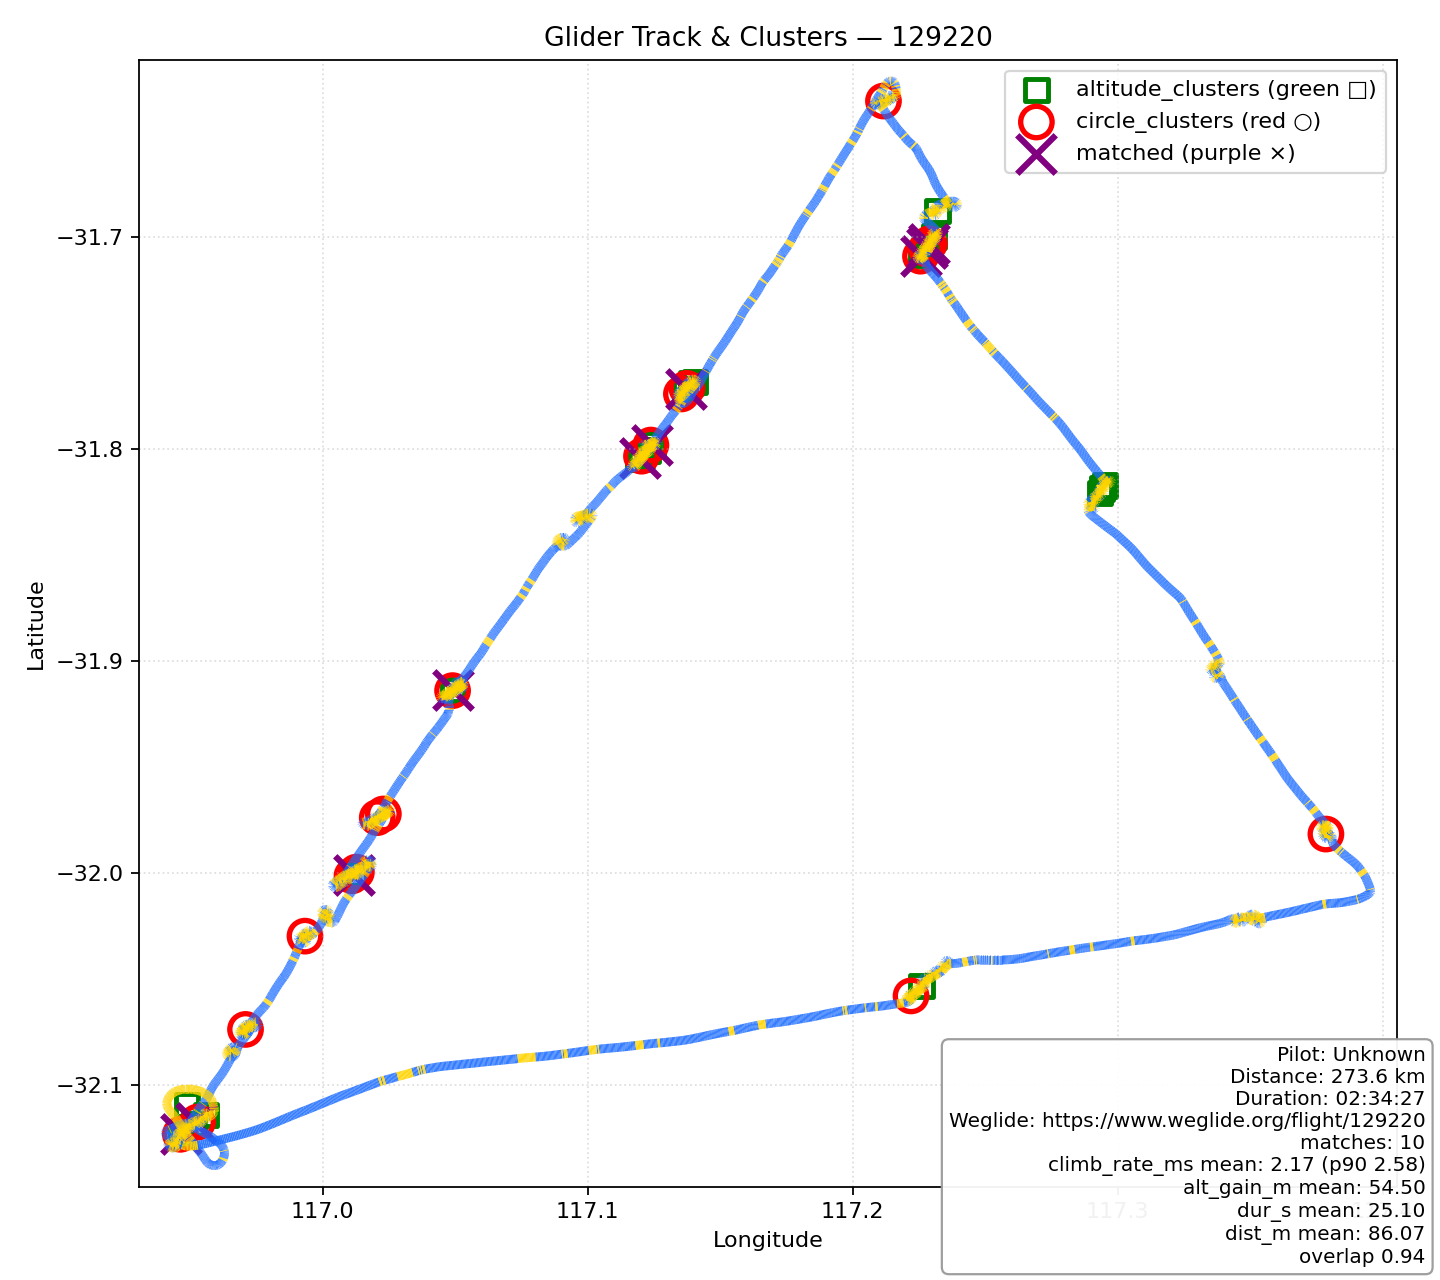 Glider Track & Clusters — 129220
altitude_clusters (green □)
circle_clusters (red ○)
matched (purple ×)
−31.7
−31.8
−31.9
−32.0
−32.1
Latitude
117.0
117.1
117.2
117.3
Longitude
Pilot: Unknown
Distance: 273.6 km
Duration: 02:34:27
Weglide: https://www.weglide.org/flight/129220
matches: 10
climb_rate_ms mean: 2.17 (p90 2.58)
alt_gain_m mean: 54.50
dur_s mean: 25.10
dist_m mean: 86.07
overlap 0.94